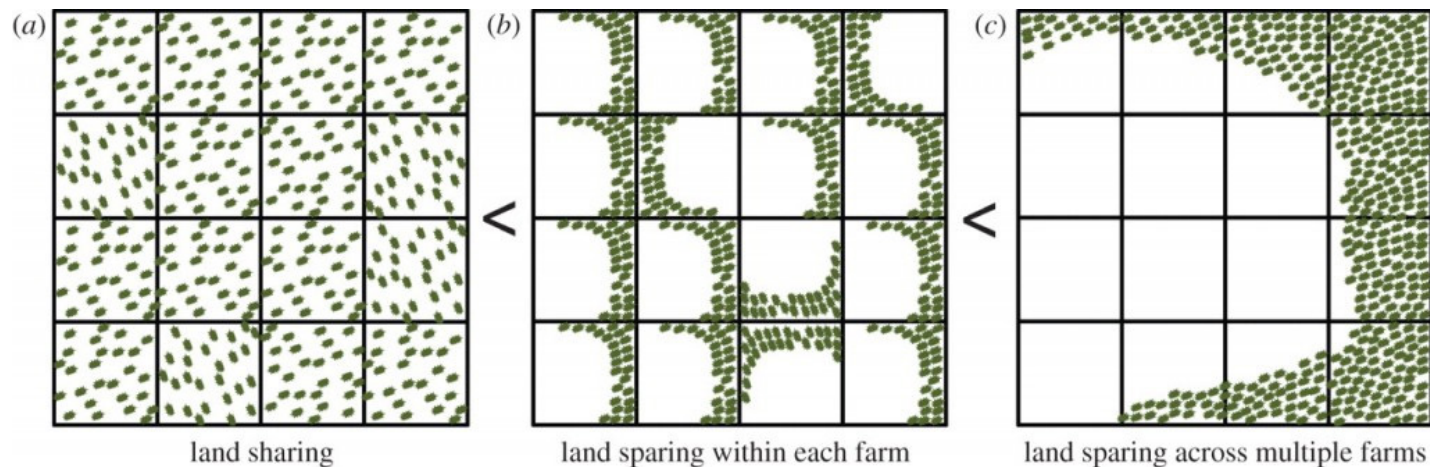 (a)
(b)
(c)
<
<
land sharing
land sparing within each farm
land sparing across multiple farms